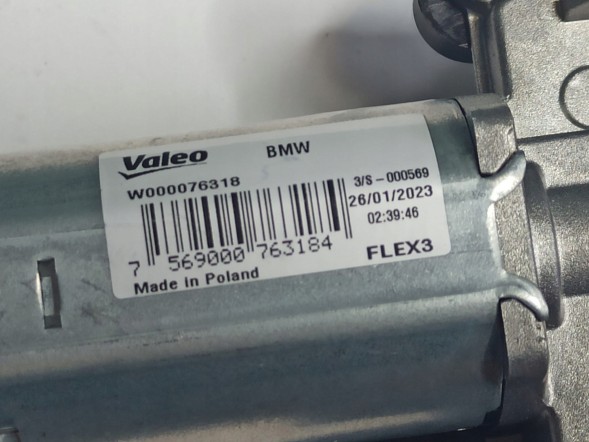 Valeo BMW
W000076318 3/S-000569
26/01/2023
02:39:46
7 569000 763184
FLEX3
Made in Poland